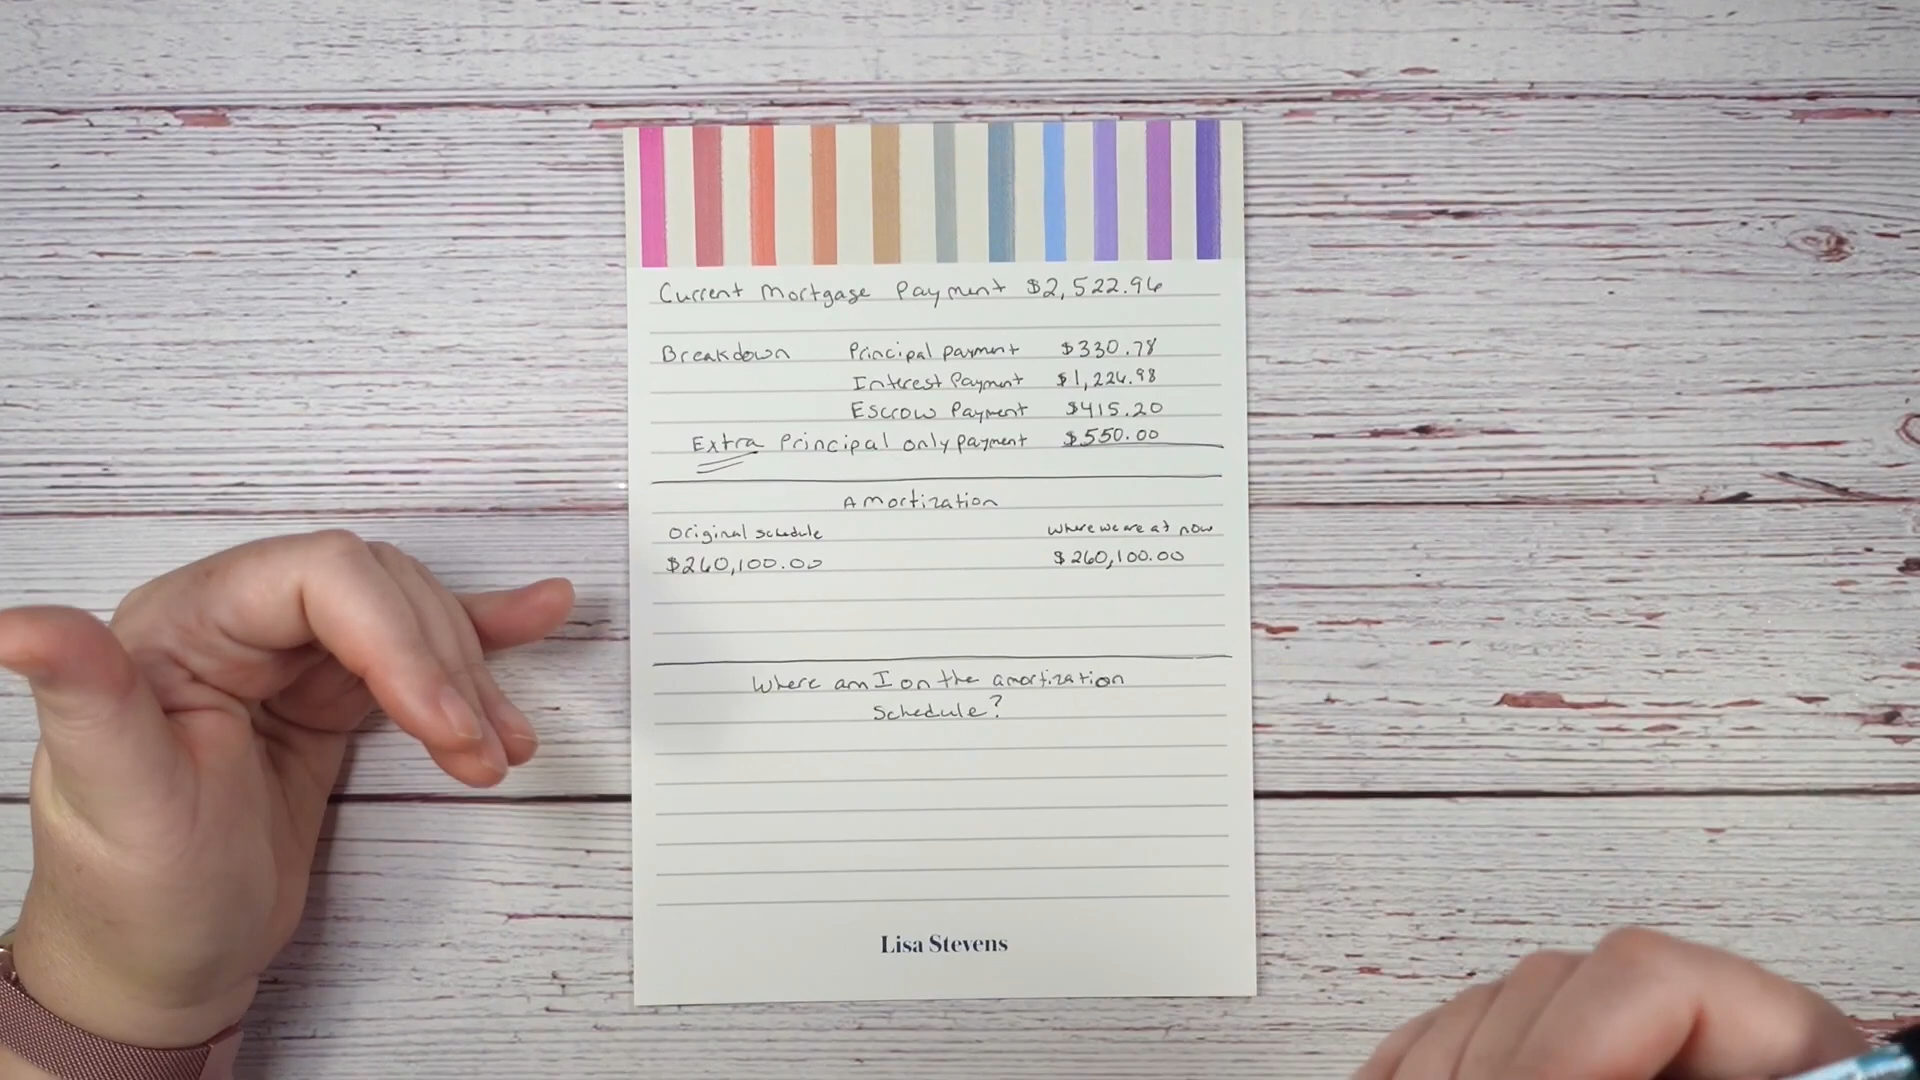 Current Mortgage Payment $2,522.96
Breakdown Principal payment $330.78
Interest Payment $1,226.98
Escrow Payment $415.20
Extra Principal only payment $550.00
Amortization
Original Schedule Where we are at now
$260,100.00 $260,100.00
Where am I on the amortization
Schedule?
Lisa Stevens